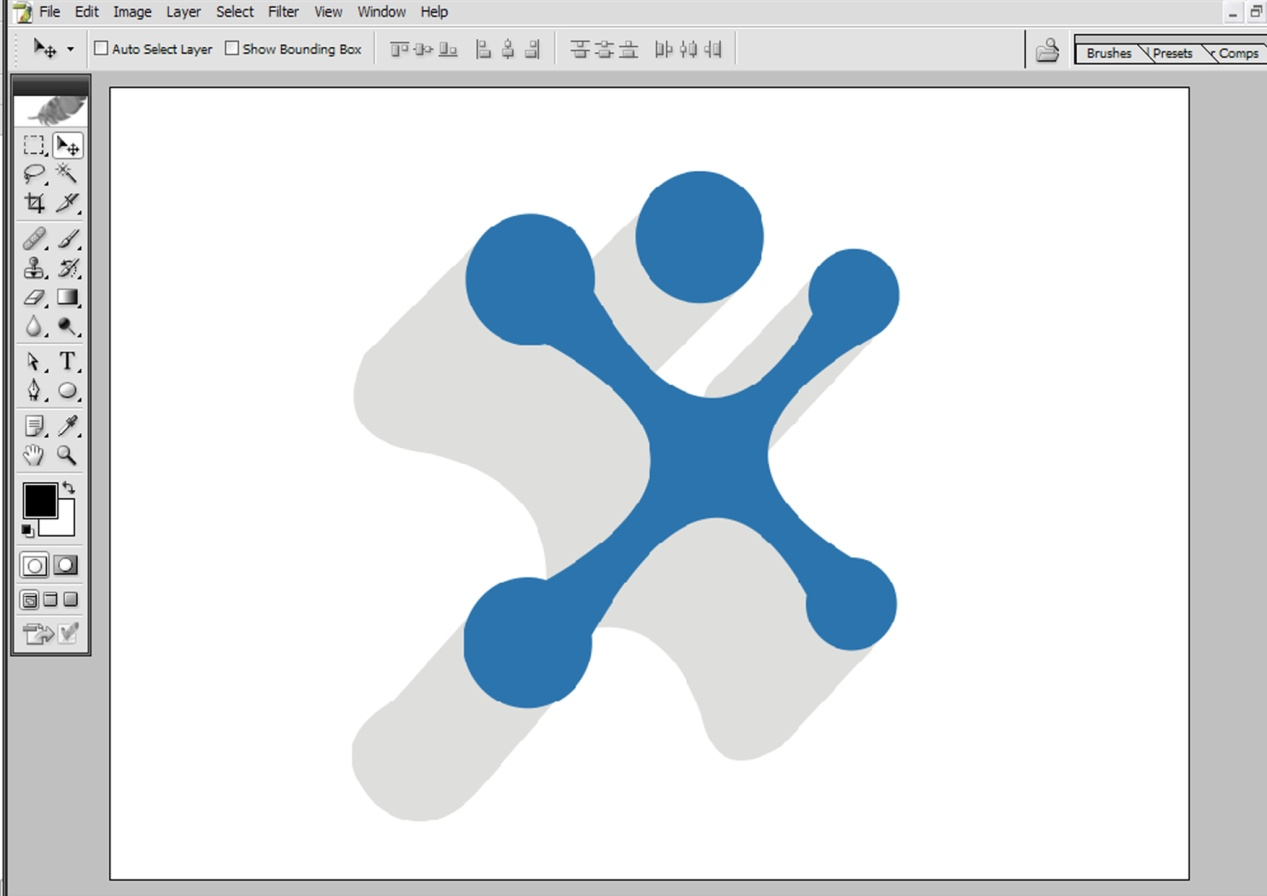 File Edit Image Layer Select Filter View Window Help
Auto Select Layer Show Bounding Box Brushes Presets r Comps
T